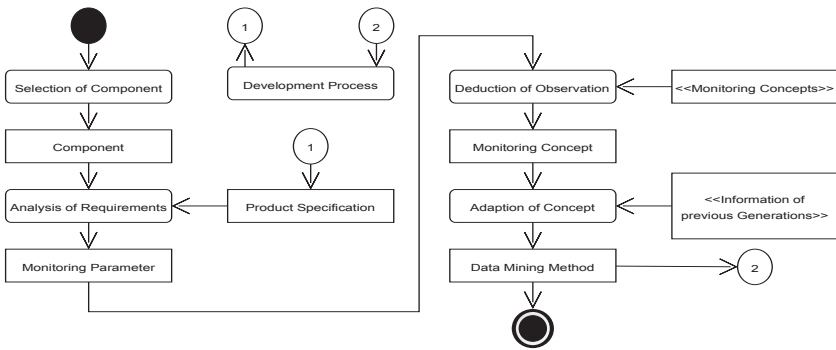 1
2
Selection of Component
Development Process
Deduction of Observation
<<Monitoring Concepts>>
Component
1
Monitoring Concept
Analysis of Requirements
Product Specification
Adaption of Concept
<<Information of
previous Generations>>
Monitoring Parameter
Data Mining Method
2